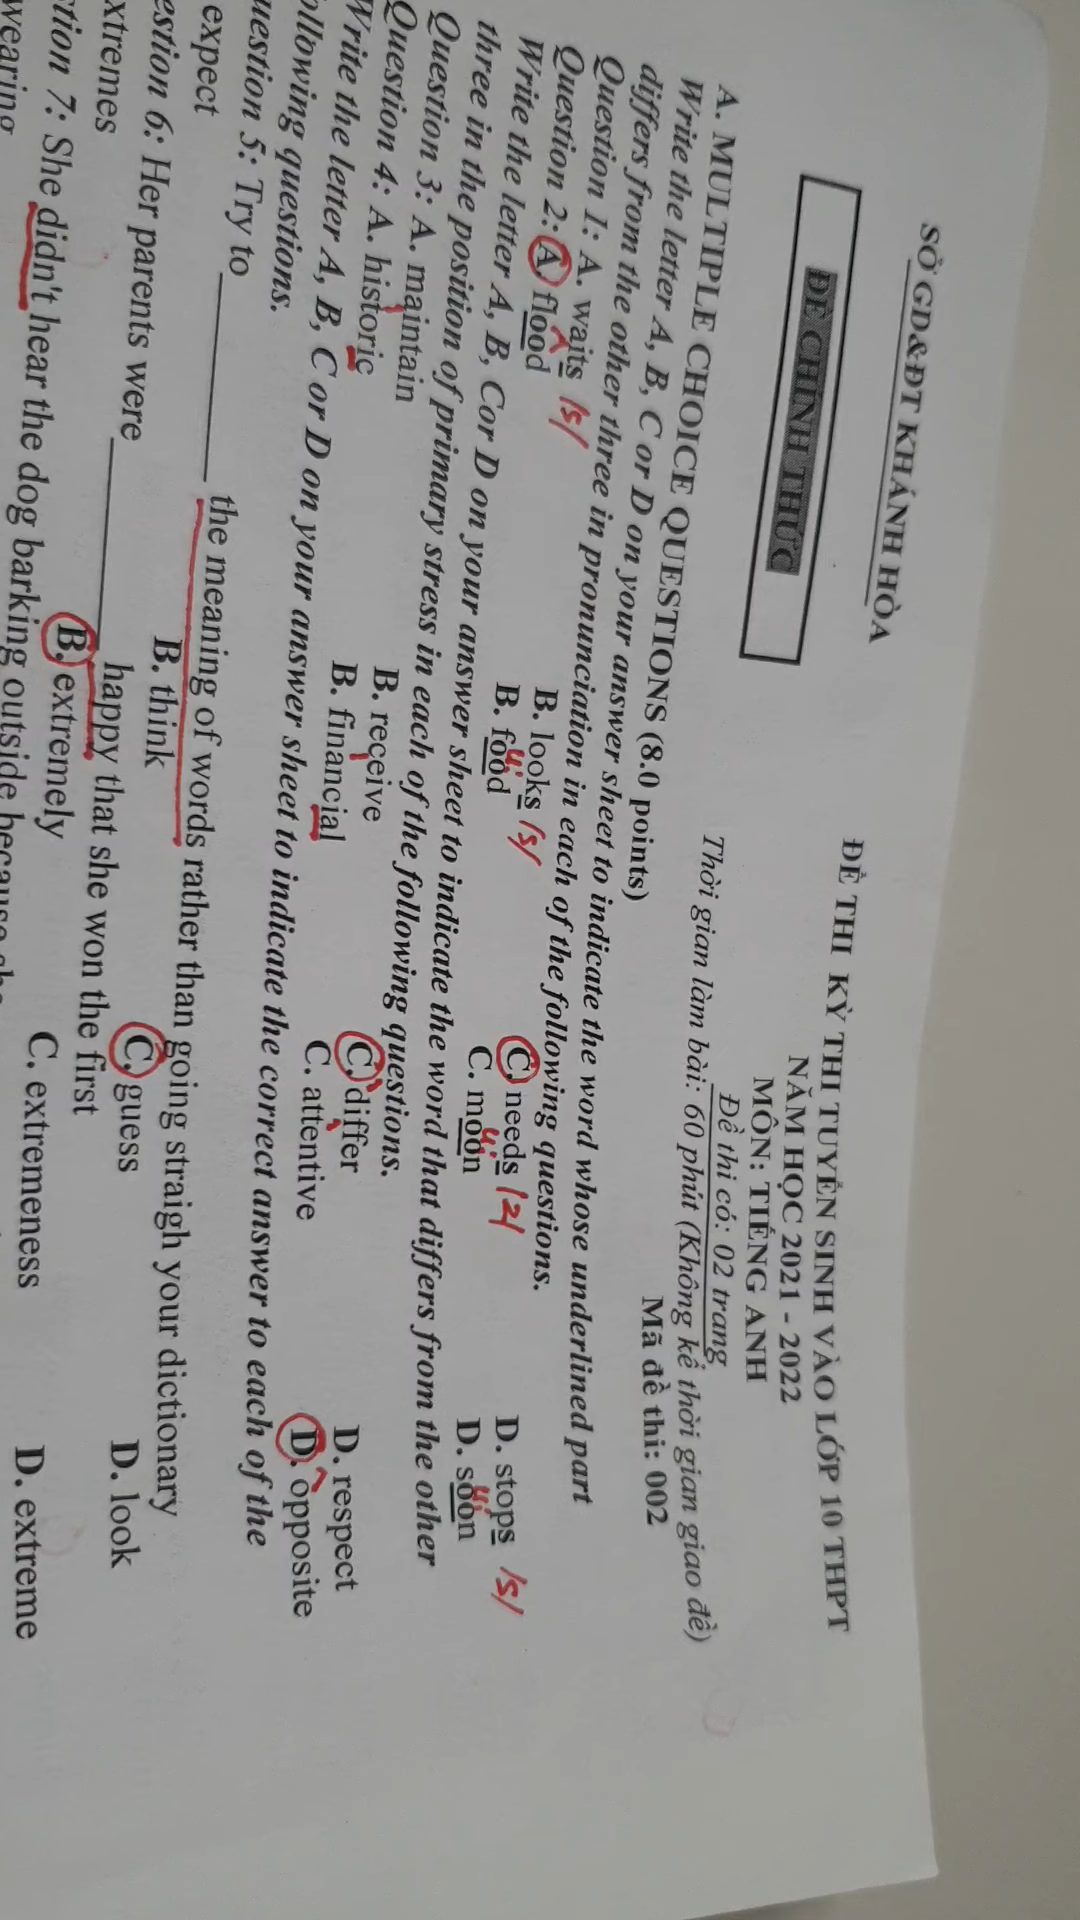 SỞ GD&ĐT KHÁNH HÒA
ĐỀ CHÍNH THỨC
ĐỀ THI KỲ THI TUYỂN SINH VÀO LỚP 10 THPT
NĂM HỌC 2021 - 2022
MÔN: TIẾNG ANH
Đề thi có: 02 trang
Thời gian làm bài: 60 phút (Không kể thời gian giao đề)
Mã đề thi: 002
A. MULTIPLE CHOICE QUESTIONS (8.0 points)
Write the letter A, B, C or D on your answer sheet to indicate the word whose underlined part
differs from the other three in pronunciation in each of the following questions.
Question 1: A. waits /s/ B. looks /s/ C. needs /z/ D. stops /s/
Question 2: A. flood ^ B. food u: C. moon u: D. soon u:
Write the letter A, B, C or D on your answer sheet to indicate the word that differs from the other
three in the position of primary stress in each of the following questions.
Question 3: A. maintain B. receive C. differ D. respect
Question 4: A. historic B. financial C. attentive D. opposite
Write the letter A, B, C or D on your answer sheet to indicate the correct answer to each of the
ollowing questions.
uestion 5: Try to ________ the meaning of words rather than going straigh your dictionary
expect B. think C. guess D. look
estion 6: Her parents were ________ happy that she won the first
xtremes B. extremely C. extremeness D. extreme
stion 7: She didn't hear the dog barking outside because she
wearing